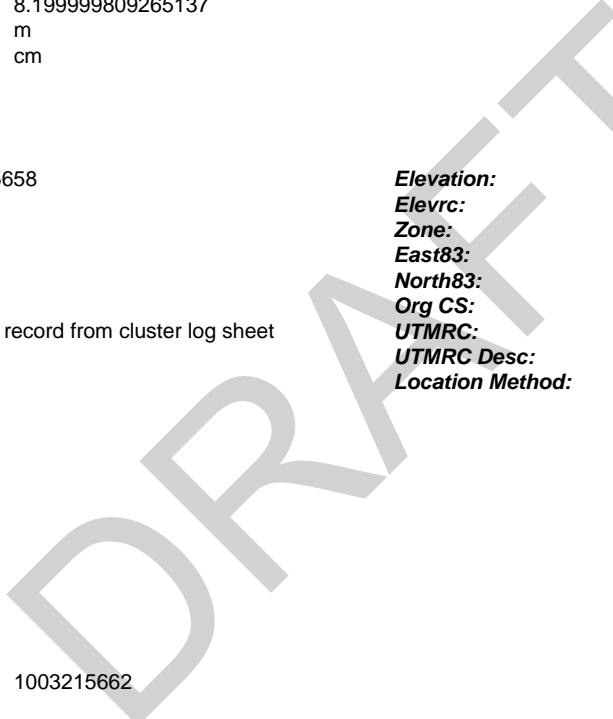 8.199999809265137
m
cm
5658
Elevation:
Elevrc:
Zone:
East83:
North83:
Org CS:
record from cluster log sheet
UTMRC:
UTMRC Desc:
Location Method:
1003215662
DRAFT